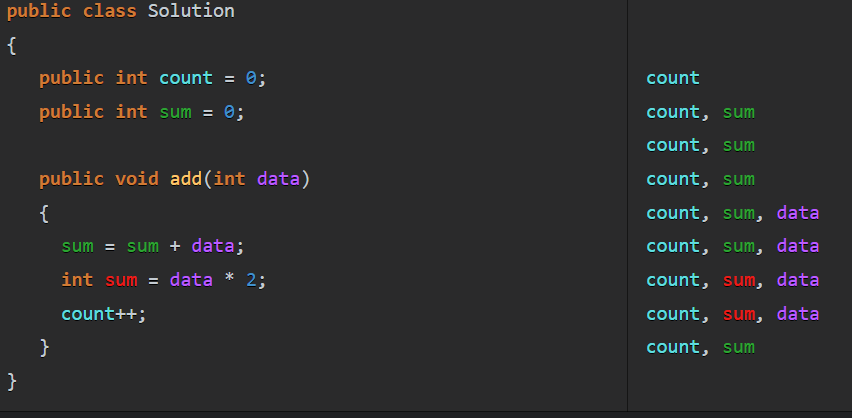 public class Solution
{
public int count = 0; count
public int sum = 0; count, sum
count, sum
public void add(int data) count, sum
{ count, sum, data
sum = sum + data; count, sum, data
int sum = data * 2; count, sum, data
count++; count, sum, data
} count, sum
}